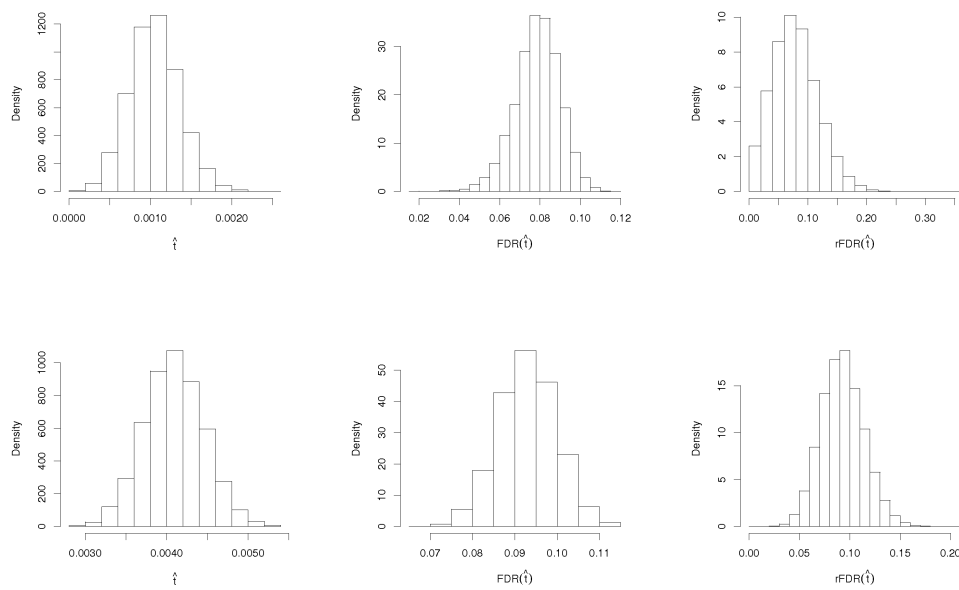 Density
0 200 400 600 800 1200
0.0000 0.0010 0.0020
t̂
Density
0 10 20 30
0.02 0.04 0.06 0.08 0.10 0.12
FDR(t̂)
Density
0 2 4 6 8 10
0.00 0.10 0.20 0.30
rFDR(t̂)
Density
0 200 400 600 800 1000
0.0030 0.0040 0.0050
t̂
Density
0 10 20 30 40 50
0.07 0.08 0.09 0.10 0.11
FDR(t̂)
Density
0 5 10 15
0.00 0.05 0.10 0.15 0.20
rFDR(t̂)